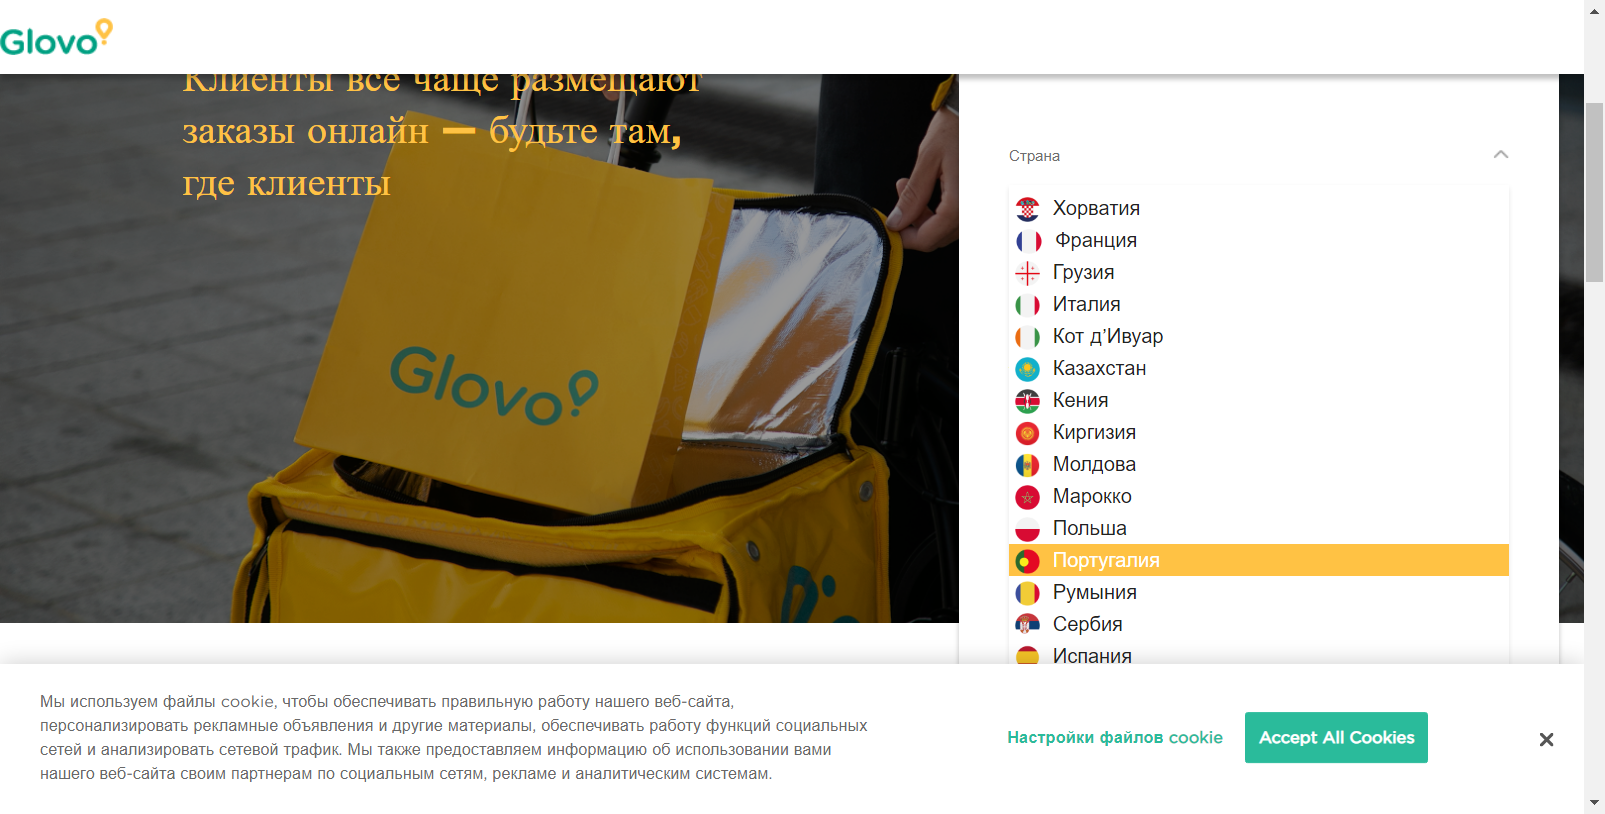 Glovo
Клиенты все чаще размещают
заказы онлайн — будьте там,
где клиенты
Glovo
Страна
Хорватия
Франция
Грузия
Италия
Кот д’Ивуар
Казахстан
Кения
Киргизия
Молдова
Марокко
Польша
Португалия
Румыния
Сербия
Испания
Мы используем файлы cookie, чтобы обеспечивать правильную работу нашего веб-сайта,
персонализировать рекламные объявления и другие материалы, обеспечивать работу функций социальных
сетей и анализировать сетевой трафик. Мы также предоставляем информацию об использовании вами
нашего веб-сайта своим партнерам по социальным сетям, рекламе и аналитическим системам.
Настройки файлов cookie
Accept All Cookies